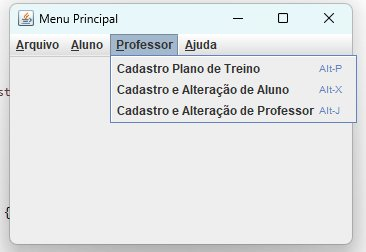 Menu Principal
Arquivo Aluno Professor Ajuda
Cadastro Plano de Treino Alt-P
Cadastro e Alteração de Aluno Alt-X
Cadastro e Alteração de Professor Alt-J
st
{